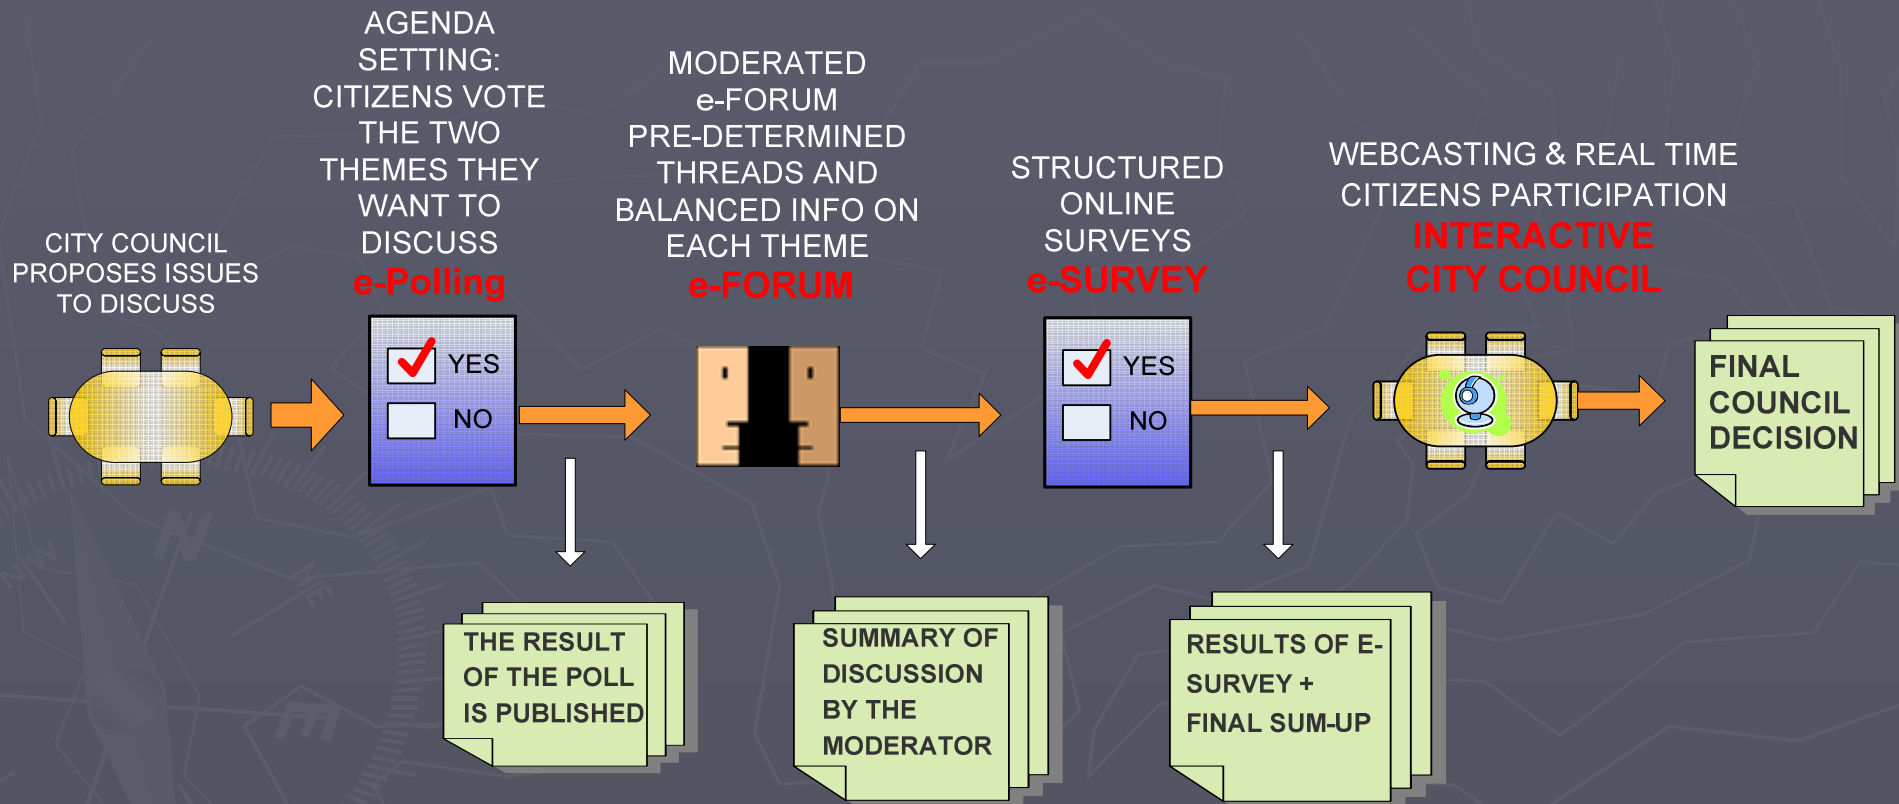 CITY COUNCIL
PROPOSES ISSUES
TO DISCUSS
AGENDA
SETTING:
CITIZENS VOTE
THE TWO
THEMES THEY
WANT TO
DISCUSS
e-Polling
YES
NO
MODERATED
e-FORUM
PRE-DETERMINED
THREADS AND
BALANCED INFO ON
EACH THEME
e-FORUM
STRUCTURED
ONLINE
SURVEYS
e-SURVEY
YES
NO
WEBCASTING & REAL TIME
CITIZENS PARTICIPATION
INTERACTIVE
CITY COUNCIL
FINAL
COUNCIL
DECISION
THE RESULT
OF THE POLL
IS PUBLISHED
SUMMARY OF
DISCUSSION
BY THE
MODERATOR
RESULTS OF E-
SURVEY +
FINAL SUM-UP
N
NW
NE
E